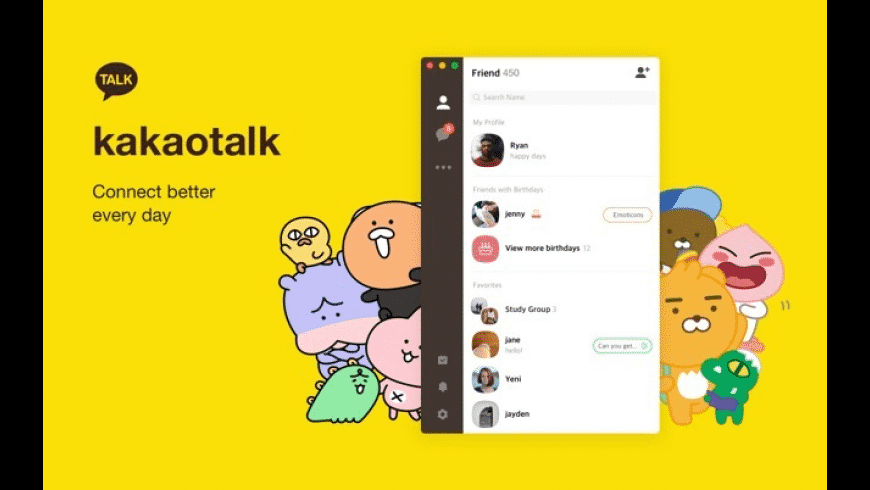 TALK
kakaotalk
Connect better
every day
Friend 450
Search Name
My Profile
Ryan
happy days
Friends with Birthdays
jenny
Emoticons
View more birthdays 12
Favorites
Study Group 3
jane
hello!
Can you get...
Yeni
jayden